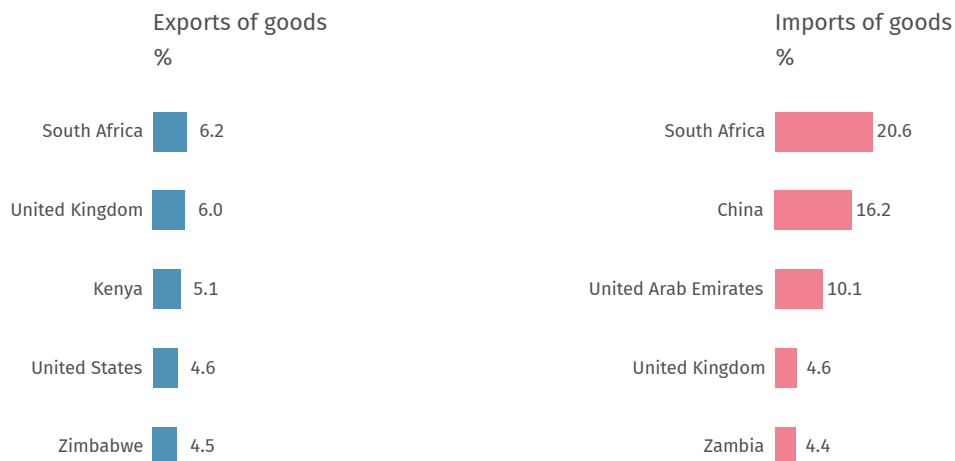 Exports of goods
%
South Africa 6.2
United Kingdom 6.0
Kenya 5.1
United States 4.6
Zimbabwe 4.5
Imports of goods
%
South Africa 20.6
China 16.2
United Arab Emirates 10.1
United Kingdom 4.6
Zambia 4.4